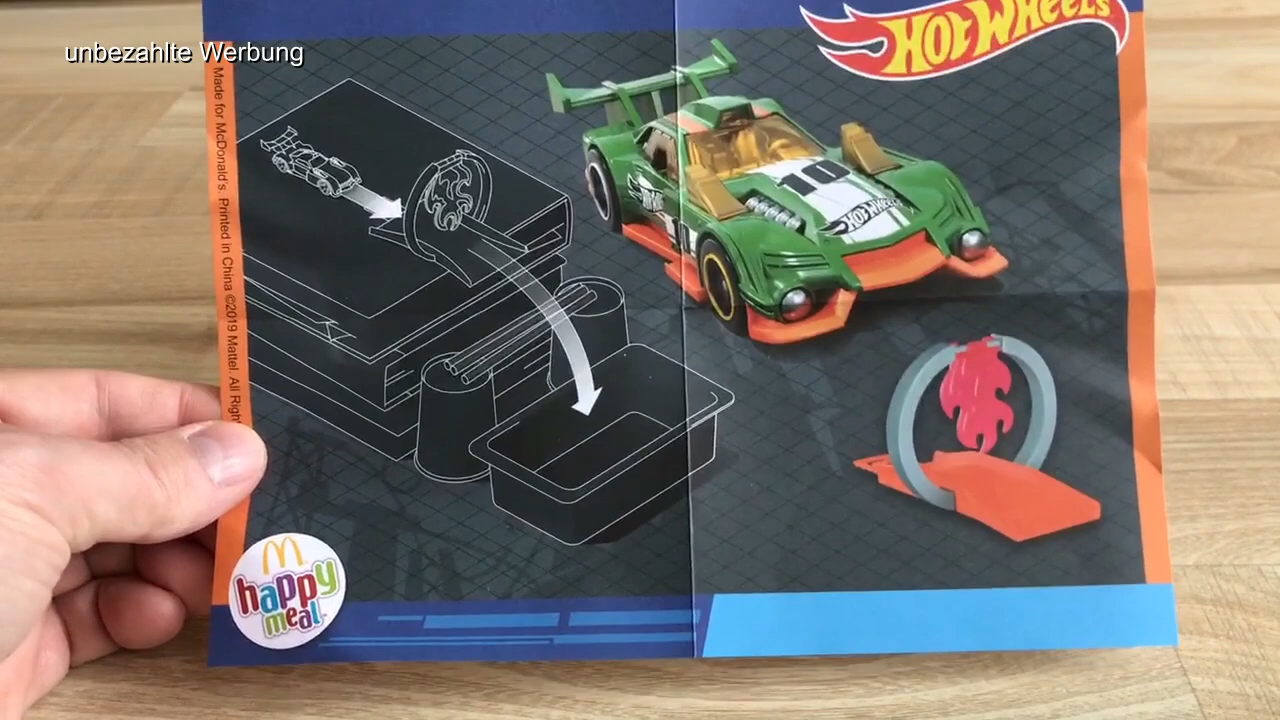 unbezahlte Werbung
HOT WHEELS
Made for McDonald's. Printed in China ©2019 Mattel. All Righ
10
HOT WHEELS
happy
meal